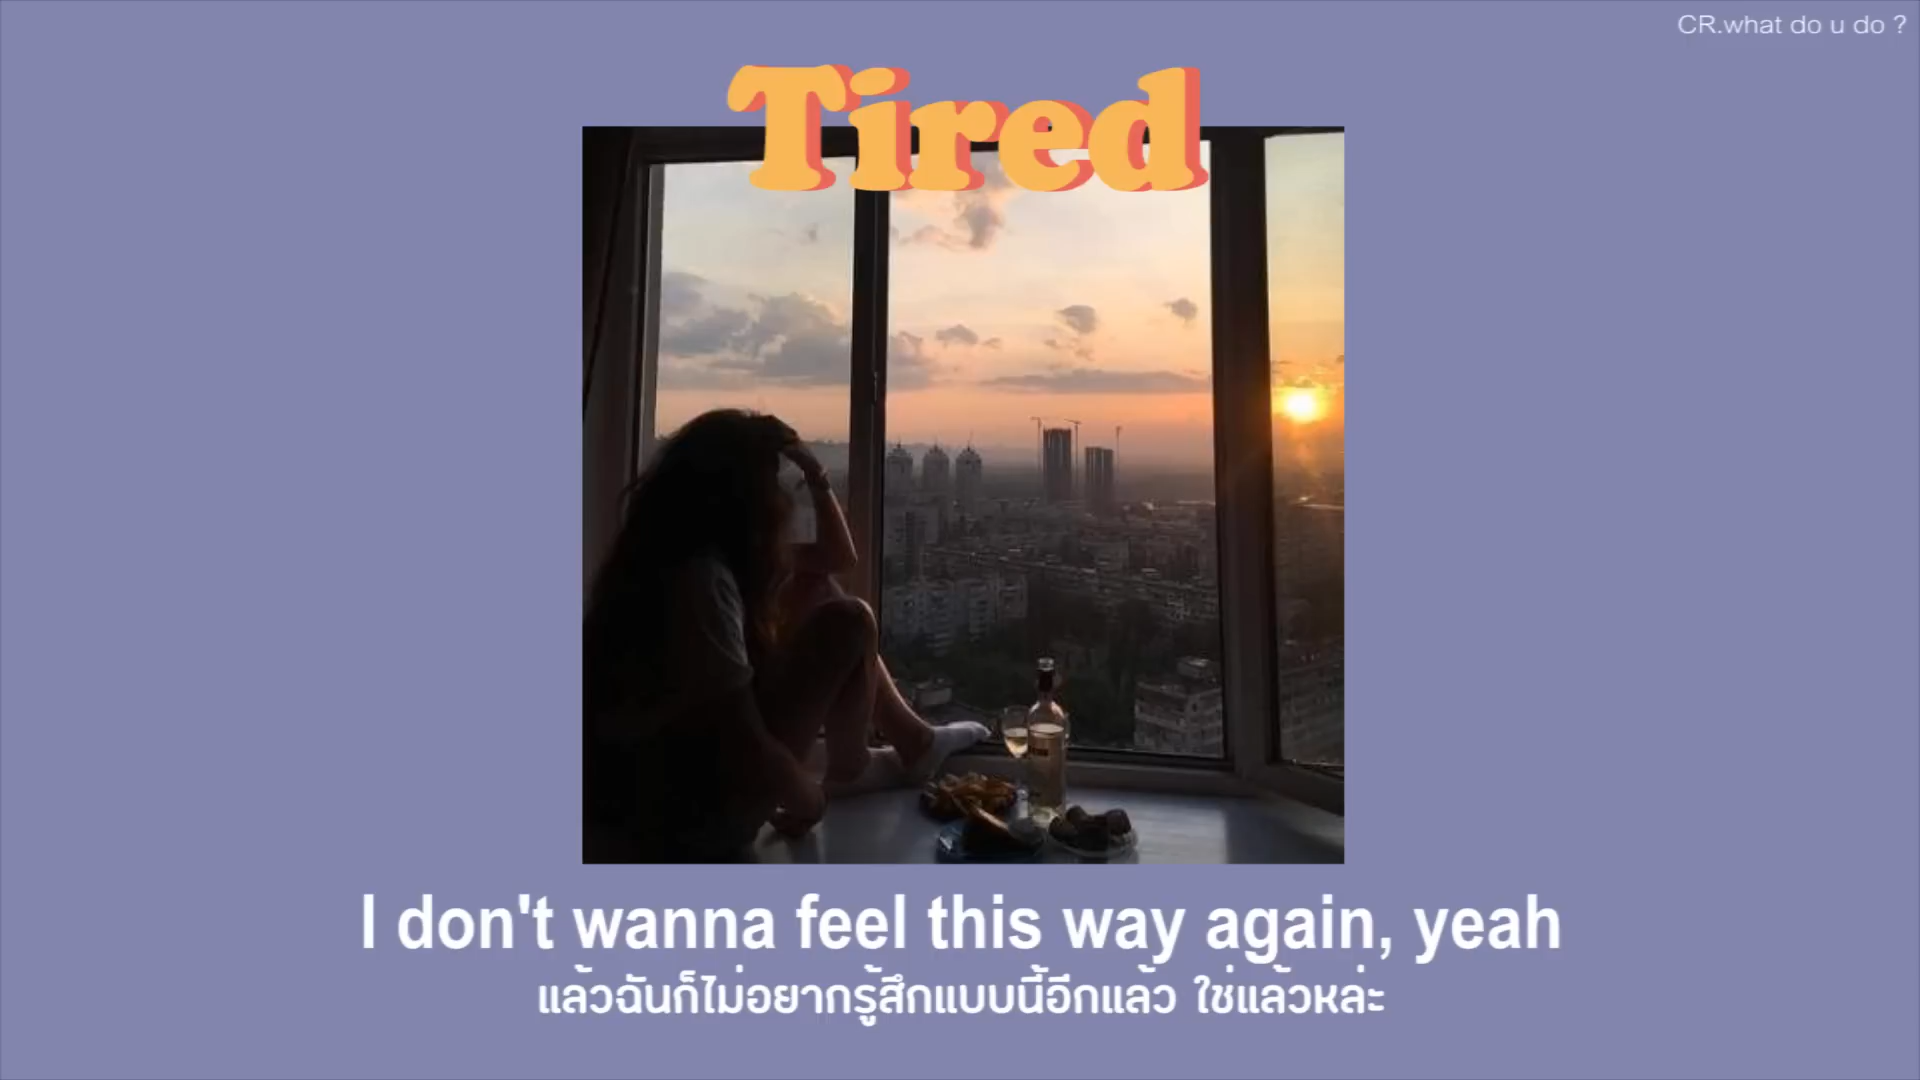 CR.what do u do ?
Tired
I don't wanna feel this way again, yeah
แล้วฉันก็ไม่อยากรู้สึกแบบนี้อีกแล้ว ใช่แล้วหล่ะ